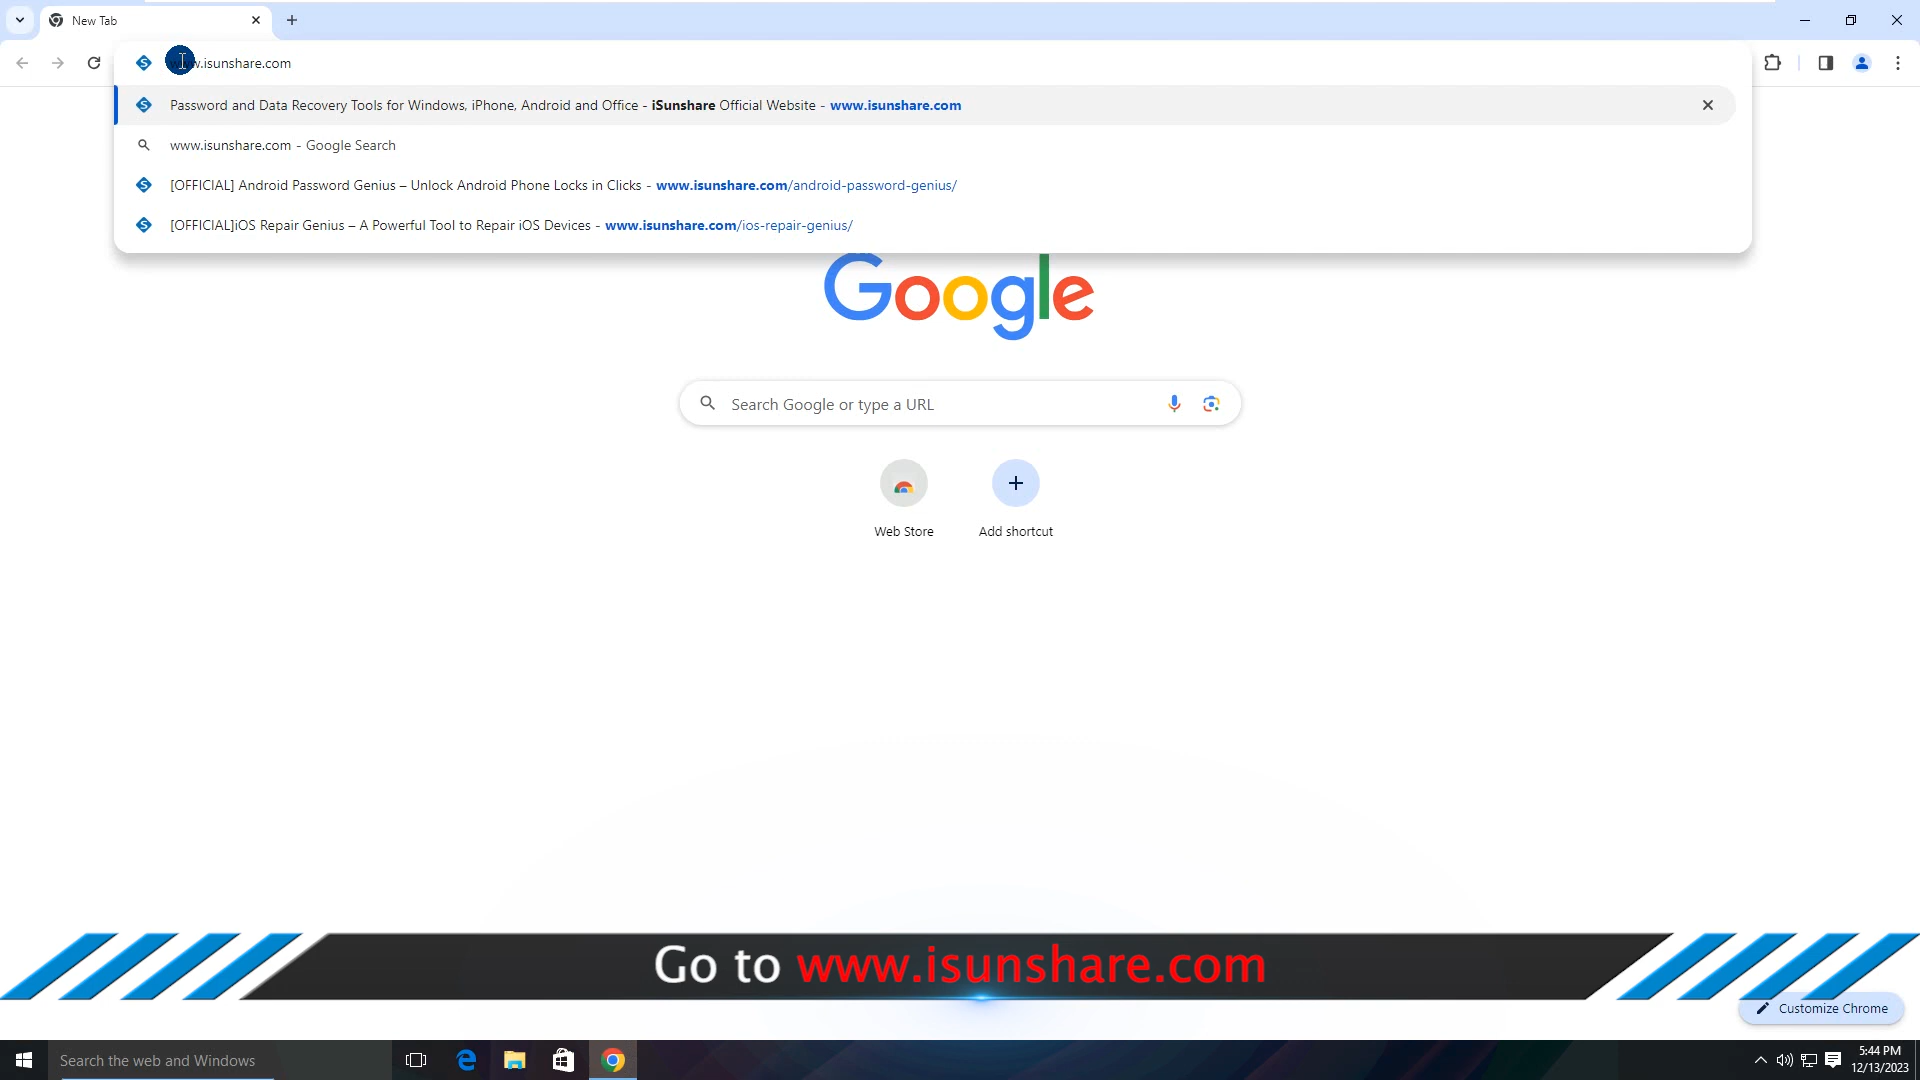 New Tab
www.isunshare.com
Password and Data Recovery Tools for Windows, iPhone, Android and Office - iSunshare Official Website - www.isunshare.com
www.isunshare.com - Google Search
[OFFICIAL] Android Password Genius – Unlock Android Phone Locks in Clicks - www.isunshare.com/android-password-genius/
[OFFICIAL]iOS Repair Genius – A Powerful Tool to Repair iOS Devices - www.isunshare.com/ios-repair-genius/
Google
Search Google or type a URL
Web Store
Add shortcut
Go to www.isunshare.com
Customize Chrome
Search the web and Windows
5:44 PM
12/13/2023